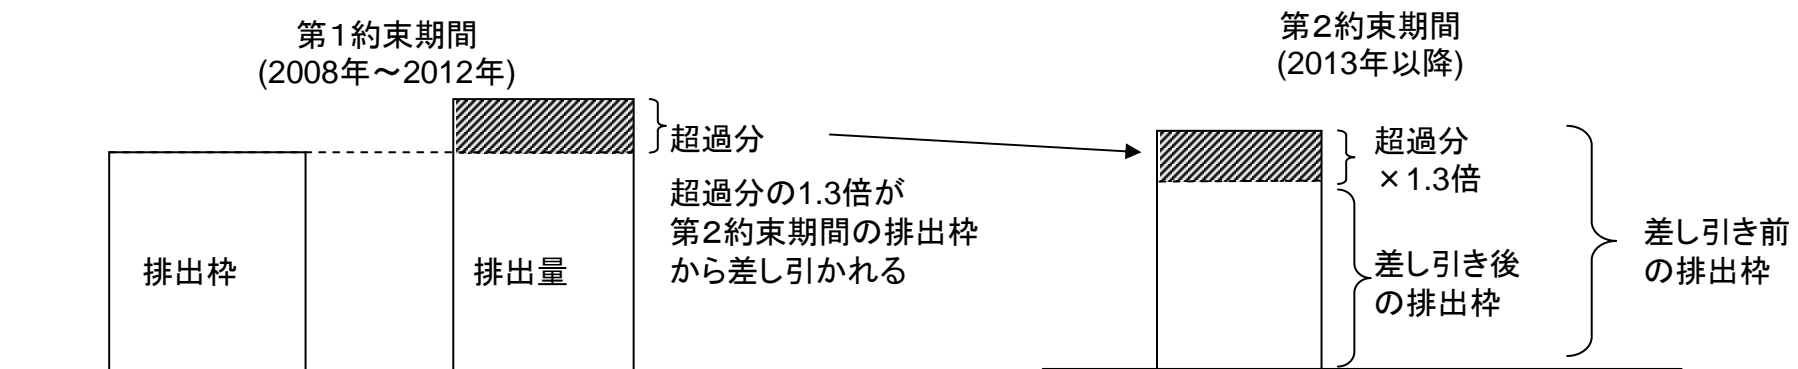 第１約束期間
(2008年～2012年)
排出枠
排出量
超過分
超過分の1.3倍が
第２約束期間の排出枠
から差し引かれる
第２約束期間
(2013年以降)
超過分
×1.3倍
差し引き後
の排出枠
差し引き前
の排出枠